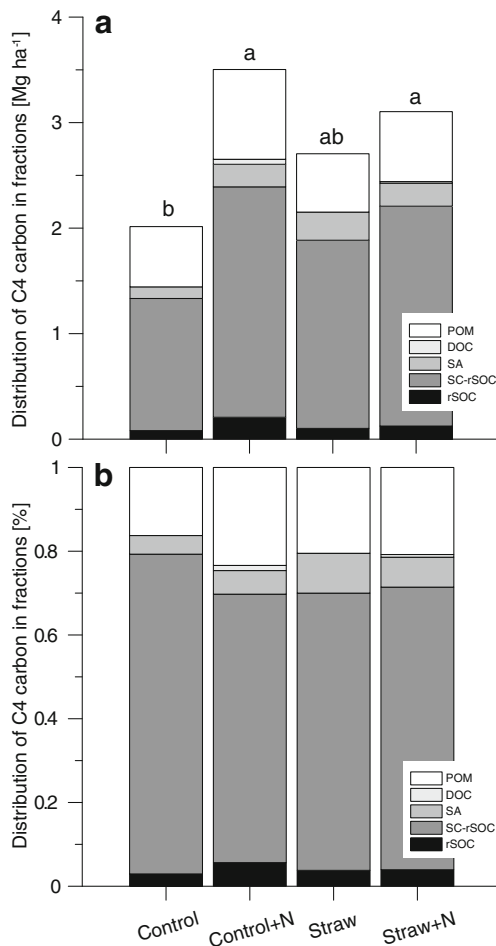 a
Distribution of C4 carbon in fractions [Mg ha⁻¹]
4
3
2
1
0
b
a
ab
a
POM
DOC
SA
SC-rSOC
rSOC
b
Distribution of C4 carbon in fractions [%]
1
0.8
0.6
0.4
0.2
0
POM
DOC
SA
SC-rSOC
rSOC
Control
Control+N
Straw
Straw+N